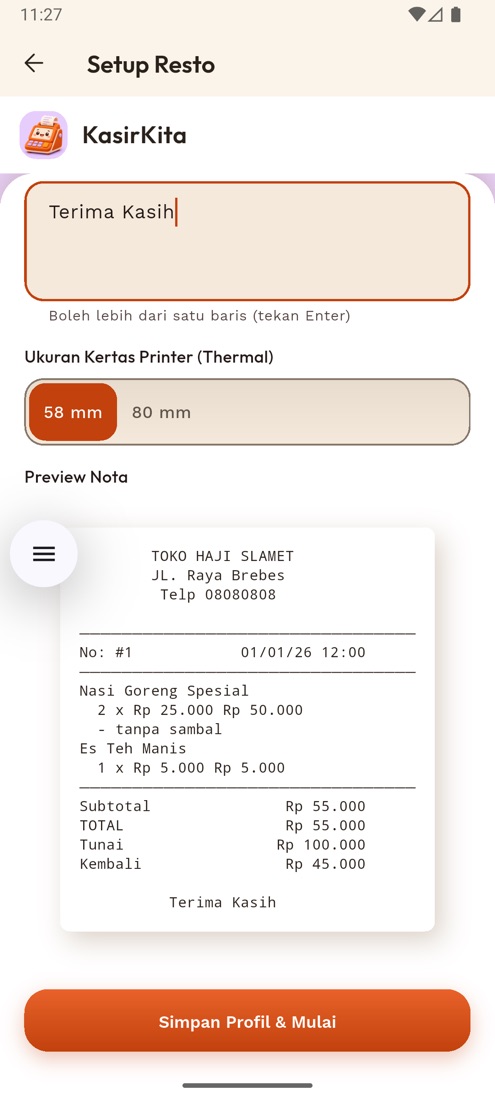 11:27
Setup Resto
KasirKita
Terima Kasih
Boleh lebih dari satu baris (tekan Enter)
Ukuran Kertas Printer (Thermal)
58 mm 80 mm
Preview Nota
TOKO HAJI SLAMET
JL. Raya Brebes
Telp 08080808
No: #1 01/01/26 12:00
Nasi Goreng Spesial
2 x Rp 25.000 Rp 50.000
- tanpa sambal
Es Teh Manis
1 x Rp 5.000 Rp 5.000
Subtotal Rp 55.000
TOTAL Rp 55.000
Tunai Rp 100.000
Kembali Rp 45.000
Terima Kasih
Simpan Profil & Mulai